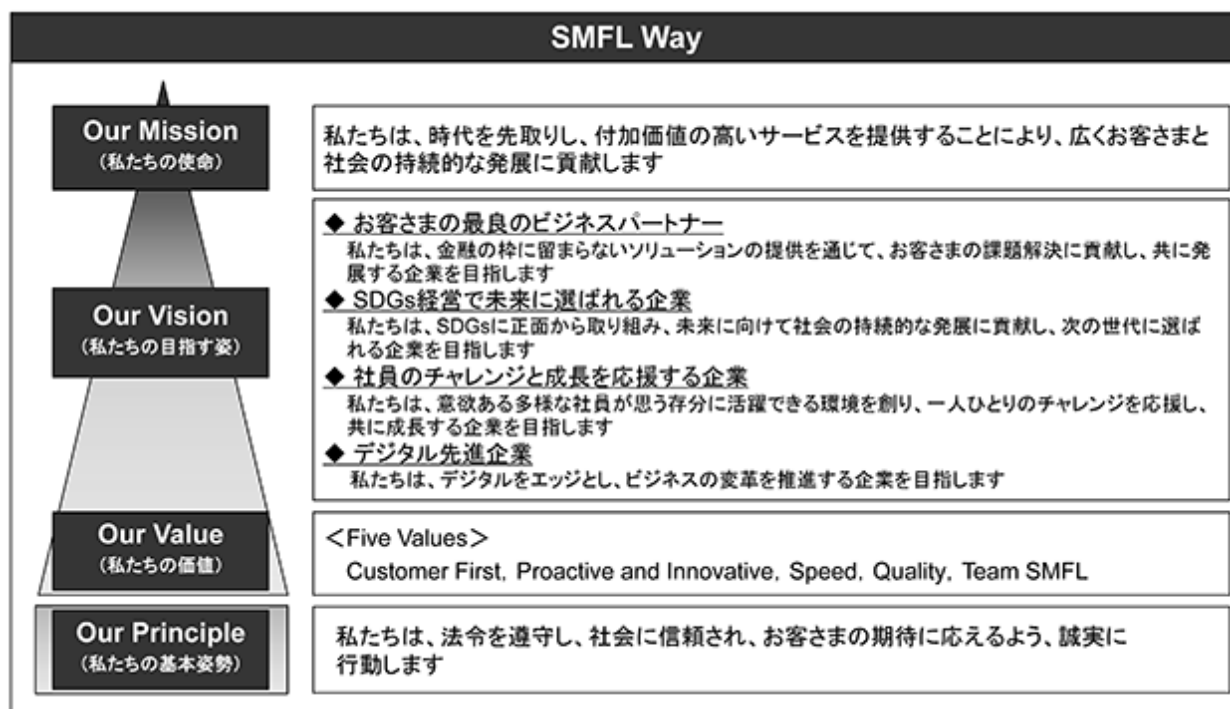 SMFL Way
Our Mission
(私たちの使命)
私たちは、時代を先取りし、付加価値の高いサービスを提供することにより、広くお客さまと
社会の持続的な発展に貢献します
Our Vision
(私たちの目指す姿)
◆ お客さまの最良のビジネスパートナー
私たちは、金融の枠に留まらないソリューションの提供を通じて、お客さまの課題解決に貢献し、共に発
展する企業を目指します
◆ SDGs経営で未来に選ばれる企業
私たちは、SDGsに正面から取り組み、未来に向けて社会の持続的な発展に貢献し、次の世代に選ば
れる企業を目指します
◆ 社員のチャレンジと成長を応援する企業
私たちは、意欲ある多様な社員が思う存分に活躍できる環境を創り、一人ひとりのチャレンジを応援し、
共に成長する企業を目指します
◆ デジタル先進企業
私たちは、デジタルをエッジとし、ビジネスの変革を推進する企業を目指します
Our Value
(私たちの価値)
<Five Values>
Customer First, Proactive and Innovative, Speed, Quality, Team SMFL
Our Principle
(私たちの基本姿勢)
私たちは、法令を遵守し、社会に信頼され、お客さまの期待に応えるよう、誠実に
行動します